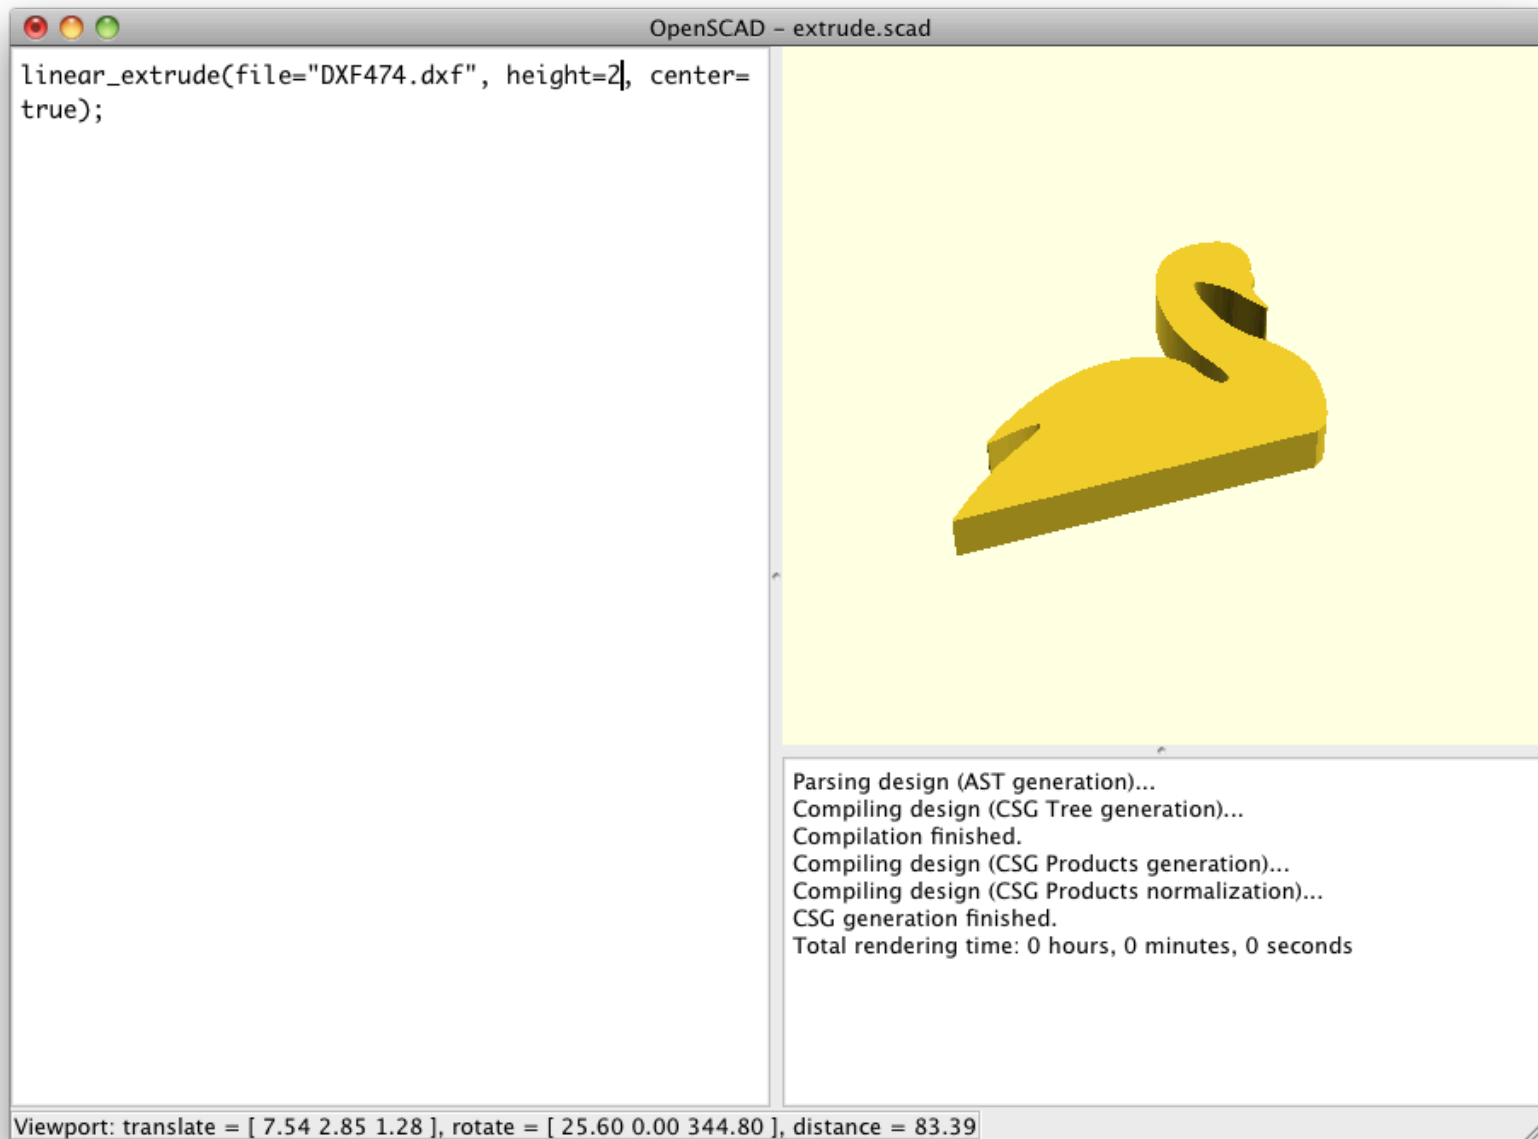 OpenSCAD – extrude.scad
linear_extrude(file="DXF474.dxf", height=2, center=
true);
Parsing design (AST generation)...
Compiling design (CSG Tree generation)...
Compilation finished.
Compiling design (CSG Products generation)...
Compiling design (CSG Products normalization)...
CSG generation finished.
Total rendering time: 0 hours, 0 minutes, 0 seconds
Viewport: translate = [ 7.54 2.85 1.28 ], rotate = [ 25.60 0.00 344.80 ], distance = 83.39